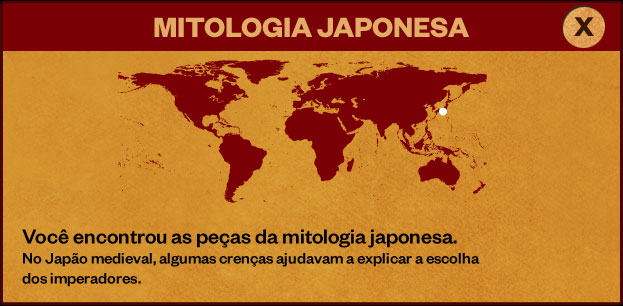 MITOLOGIA JAPONESA
X
Você encontrou as peças da mitologia japonesa.
No Japão medieval, algumas crenças ajudavam a explicar a escolha
dos imperadores.